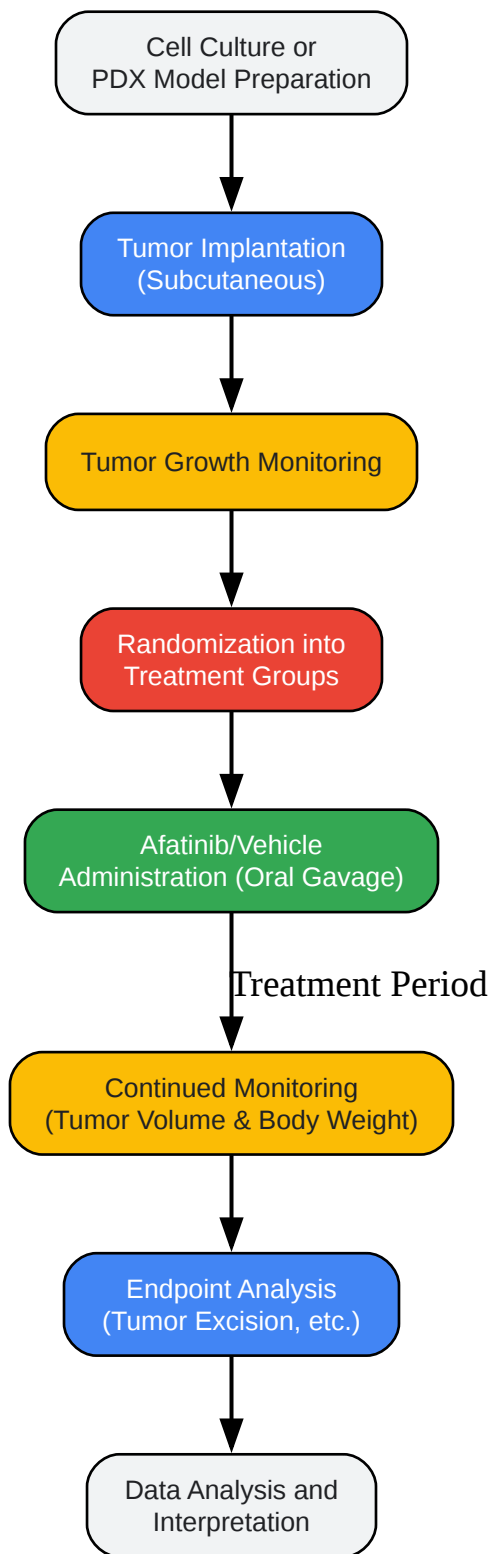 Cell Culture or
PDX Model Preparation
Tumor Implantation
(Subcutaneous)
Tumor Growth Monitoring
Randomization into
Treatment Groups
Afatinib/Vehicle
Administration (Oral Gavage)
Treatment Period
Continued Monitoring
(Tumor Volume & Body Weight)
Endpoint Analysis
(Tumor Excision, etc.)
Data Analysis and
Interpretation